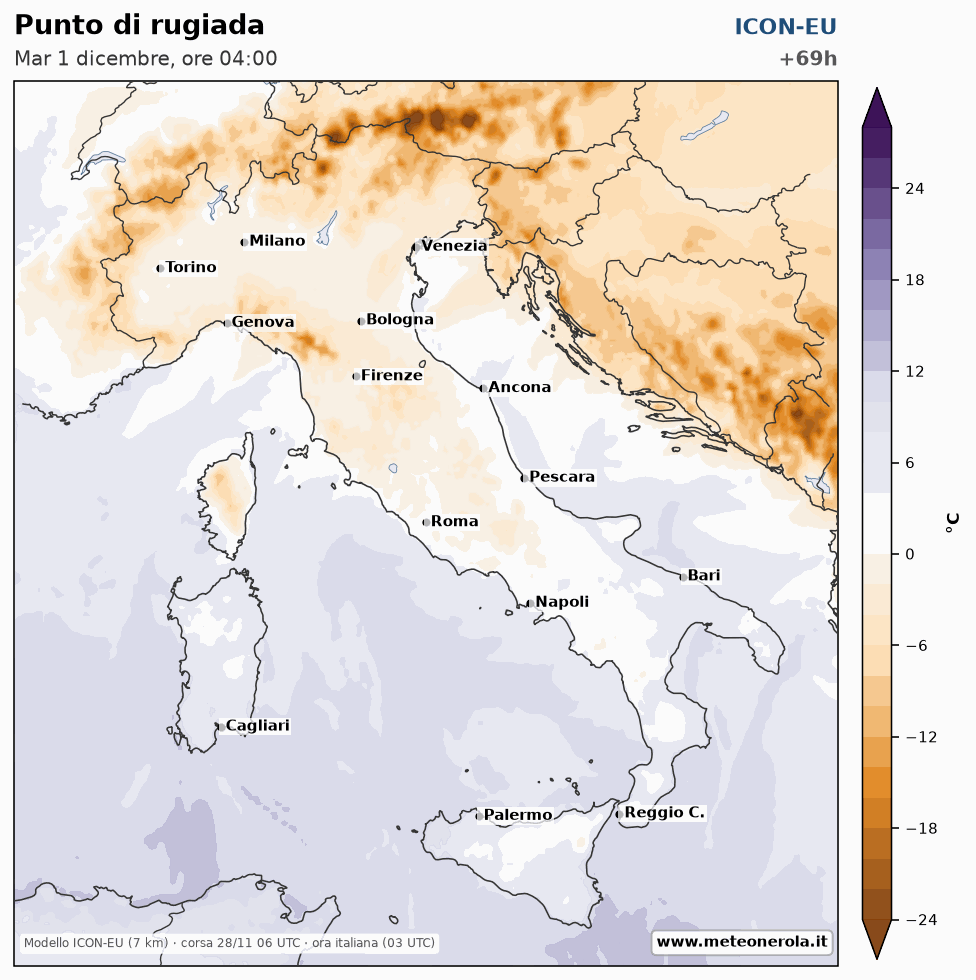 Punto di rugiada
ICON-EU
Mar 1 dicembre, ore 04:00
+69h
Milano
Venezia
Torino
Genova
Bologna
Firenze
Ancona
Pescara
Roma
Bari
Napoli
Cagliari
Palermo
Reggio C.
24
18
12
6
0
−6
−12
−18
−24
°C
Modello ICON-EU (7 km) · corsa 28/11 06 UTC · ora italiana (03 UTC)
www.meteonerola.it